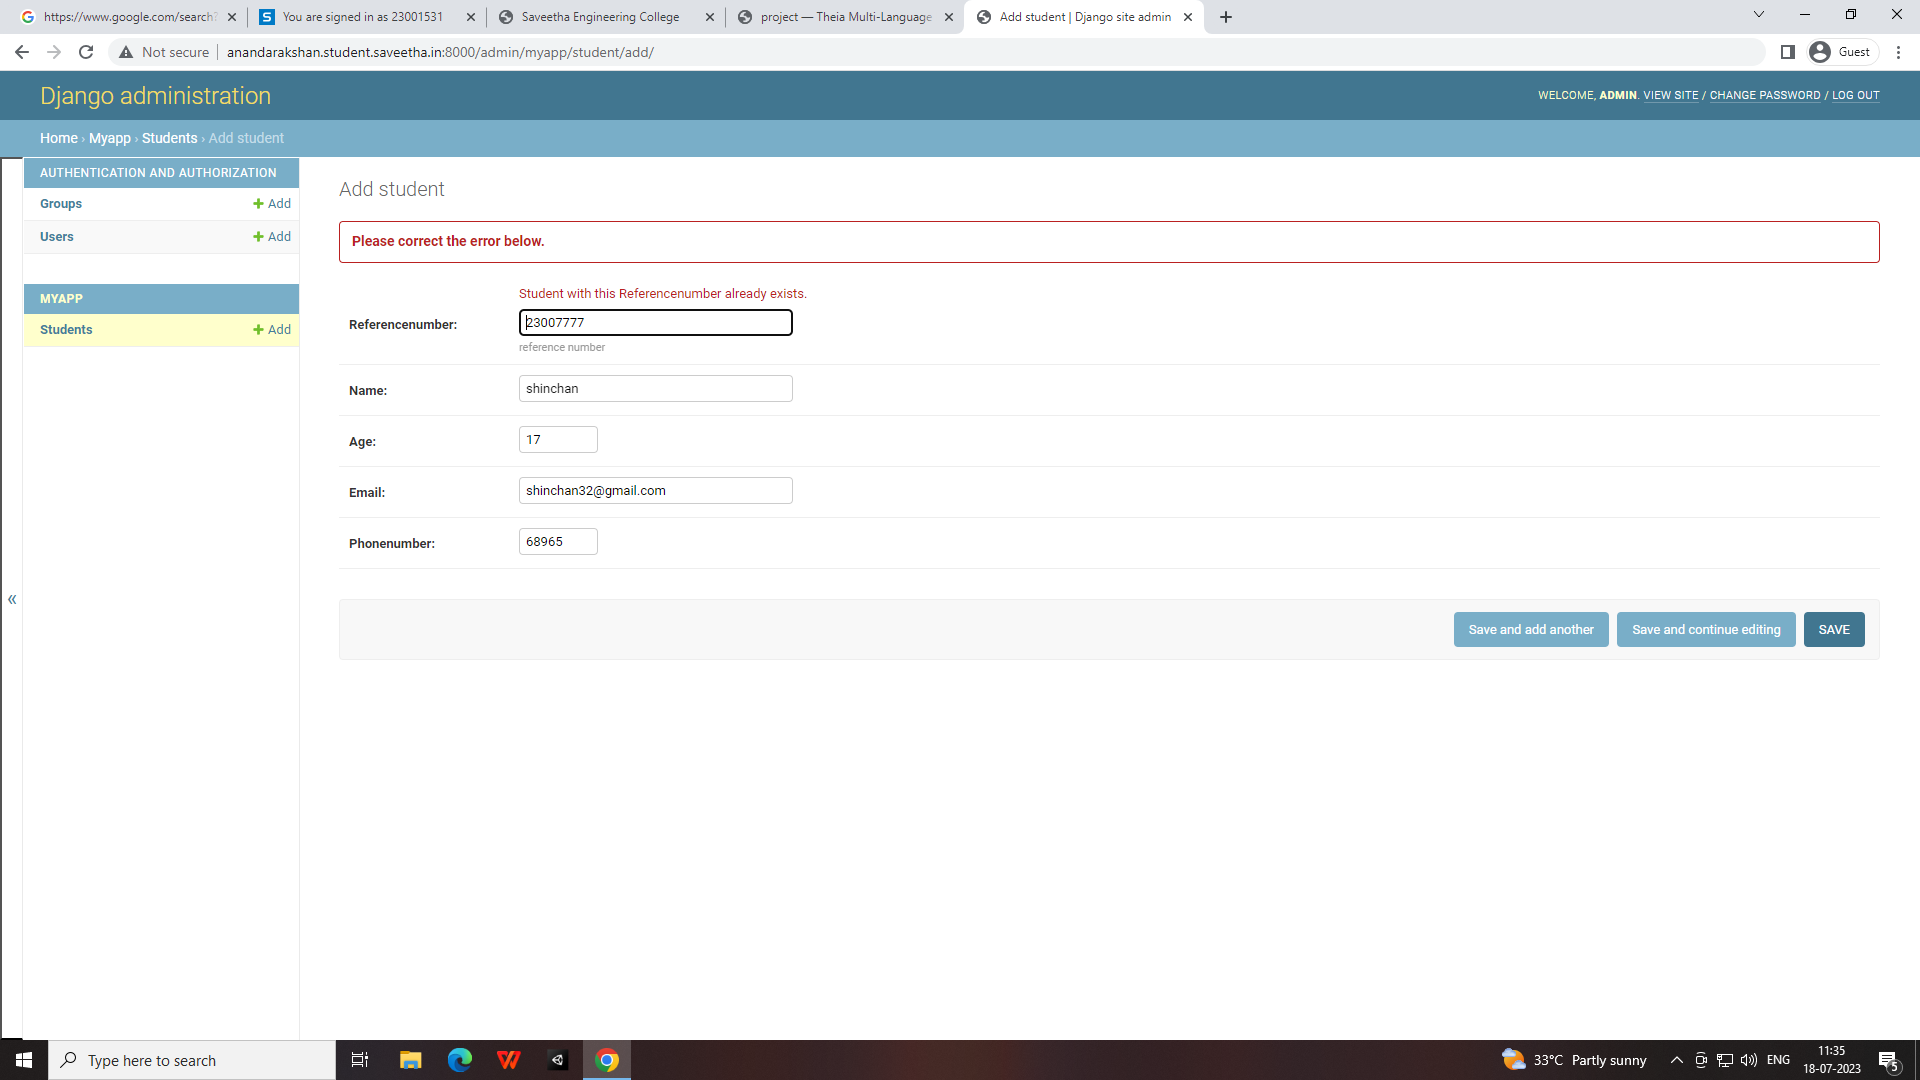 https://www.google.com/search?
You are signed in as 23001531
Saveetha Engineering College
project — Theia Multi-Language
Add student | Django site admin
Not secure
anandarakshan.student.saveetha.in:8000/admin/myapp/student/add/
Guest
Django administration
WELCOME, ADMIN. VIEW SITE / CHANGE PASSWORD / LOG OUT
Home › Myapp › Students › Add student
AUTHENTICATION AND AUTHORIZATION
Groups + Add
Users + Add
MYAPP
Students + Add
«
Add student
Please correct the error below.
Student with this Referencenumber already exists.
Referencenumber: 23007777
reference number
Name: shinchan
Age: 17
Email: shinchan32@gmail.com
Phonenumber: 68965
Save and add another
Save and continue editing
SAVE
Type here to search
33°C Partly sunny
ENG
11:35
18-07-2023
5